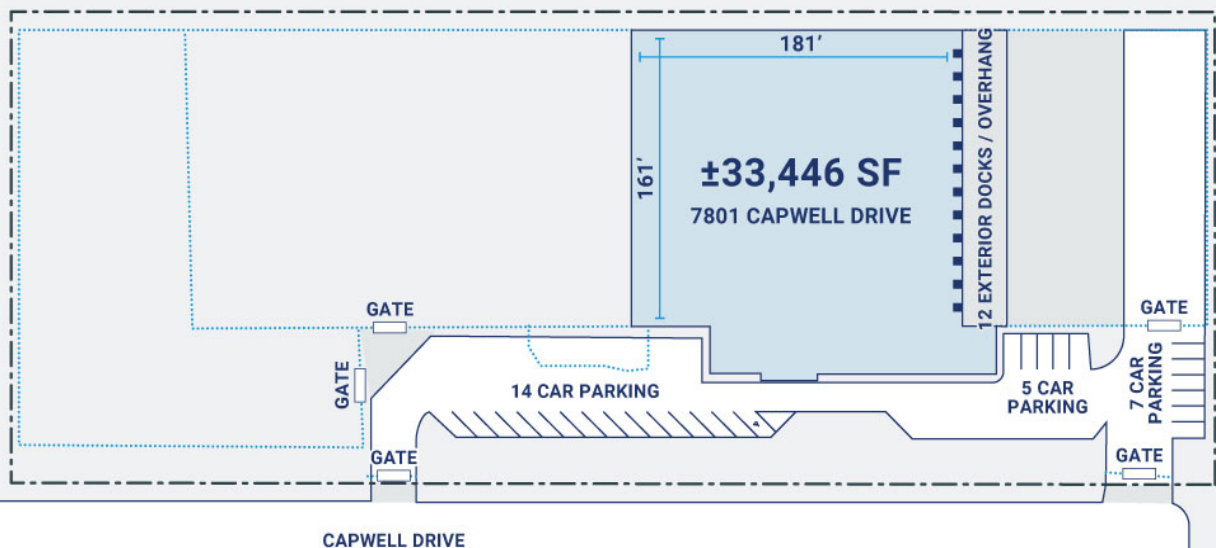 181’
12 EXTERIOR DOCKS / OVERHANG
161’
±33,446 SF
7801 CAPWELL DRIVE
GATE
GATE
GATE
14 CAR PARKING
5 CAR
PARKING
7 CAR
PARKING
GATE
GATE
CAPWELL DRIVE